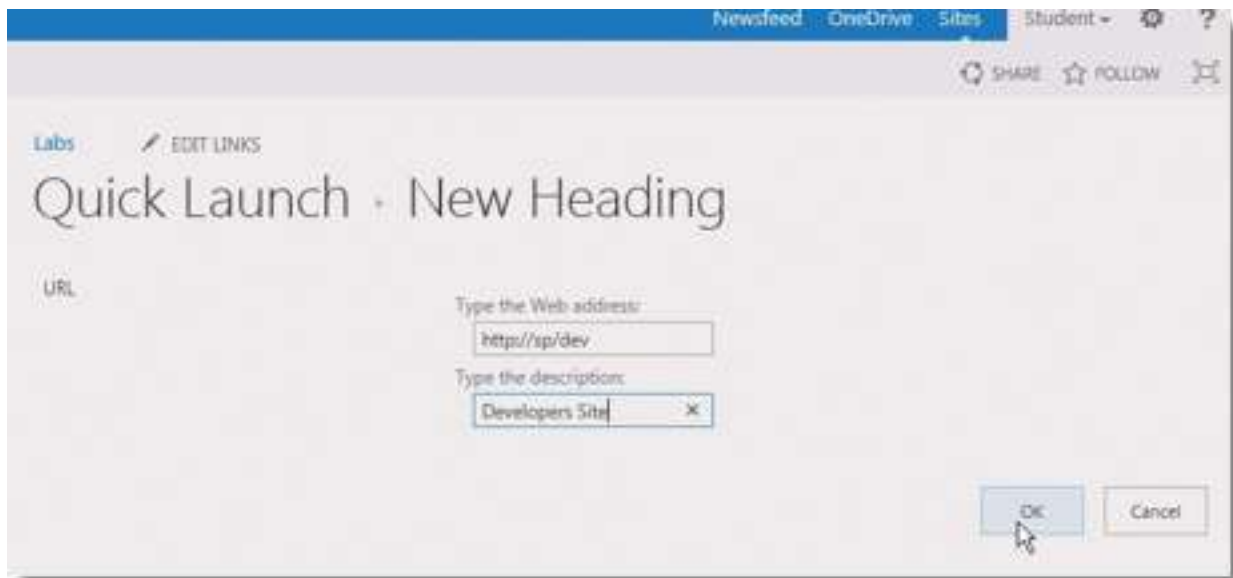 Newsfeed OneDrive Sites Student ?
SHARE FOLLOW
Labs EDIT LINKS
Quick Launch › New Heading
URL
Type the Web address:
http://sp/dev
Type the description:
Developers Site
OK Cancel